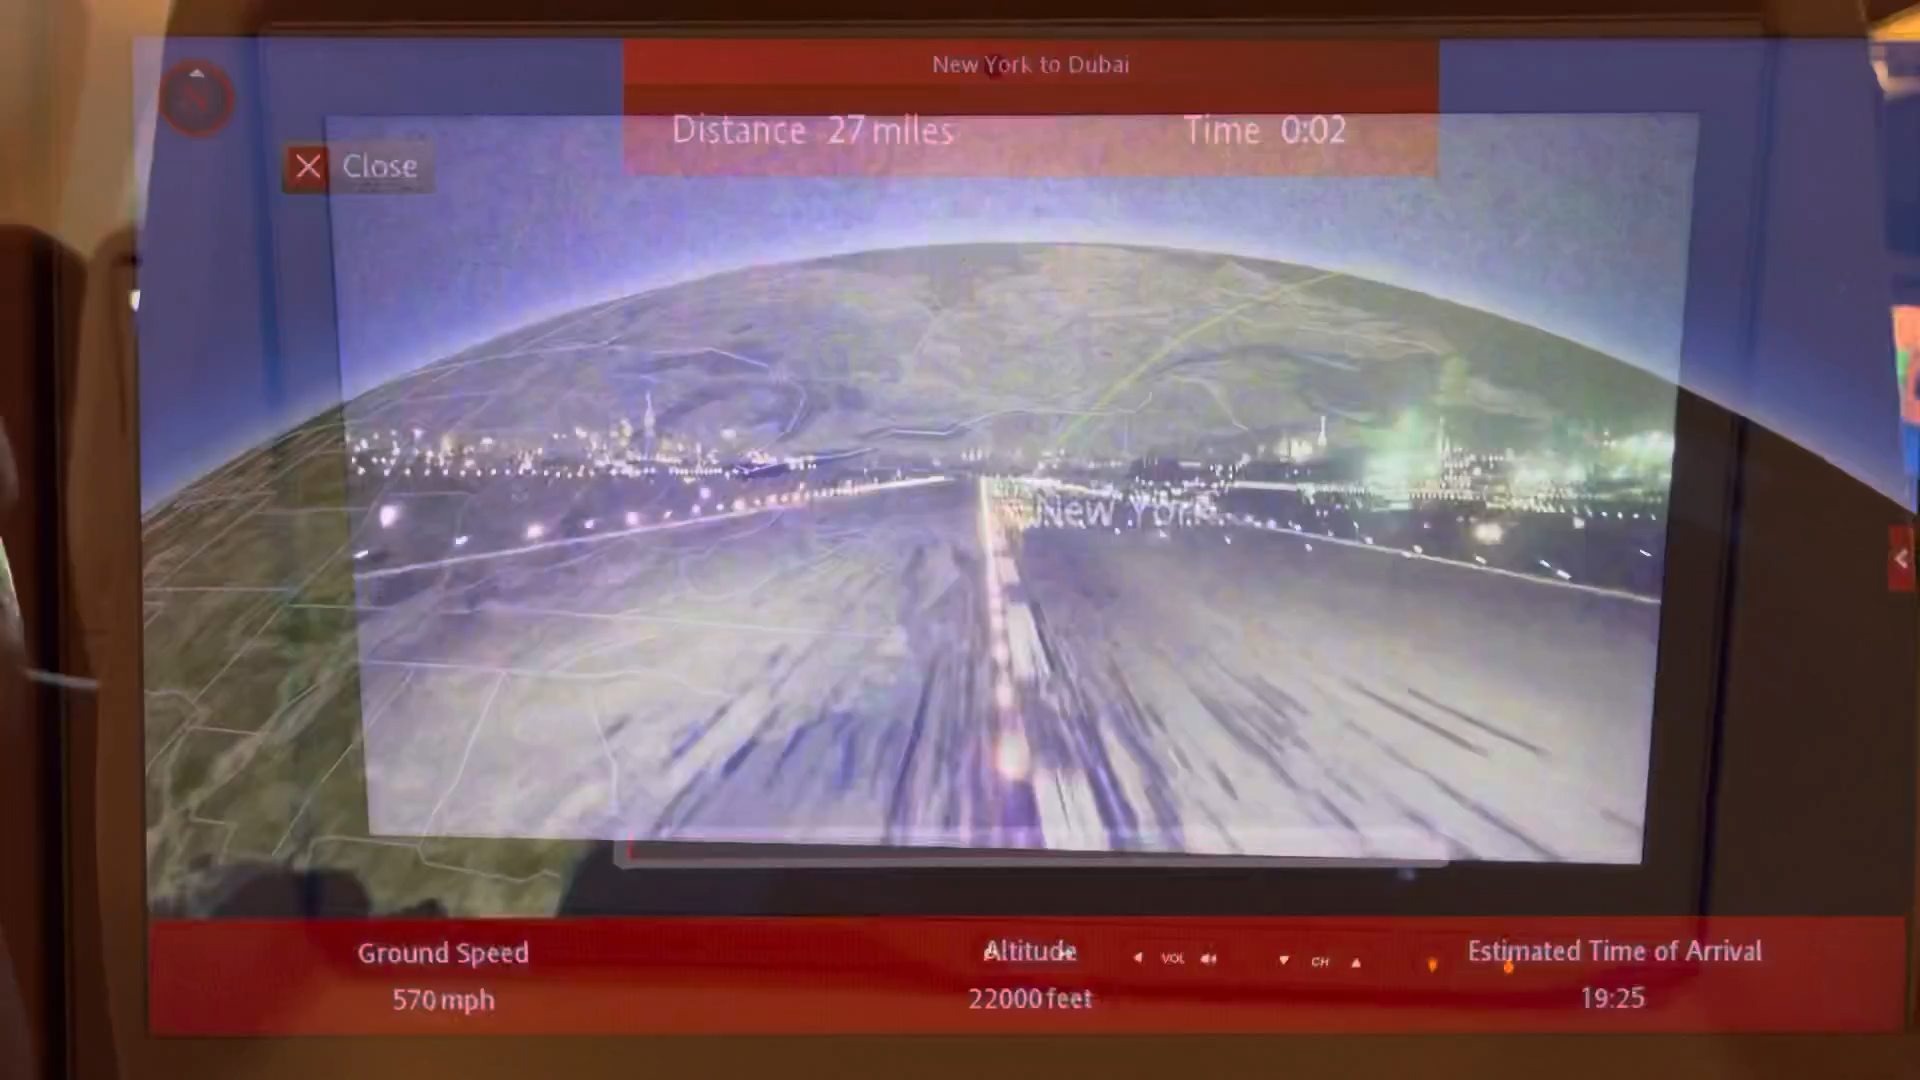 New York to Dubai
Distance 27 miles
Time 0:02
N
Close
New York
Ground Speed
570 mph
Altitude
22000 feet
VOL
CH
Estimated Time of Arrival
19:25